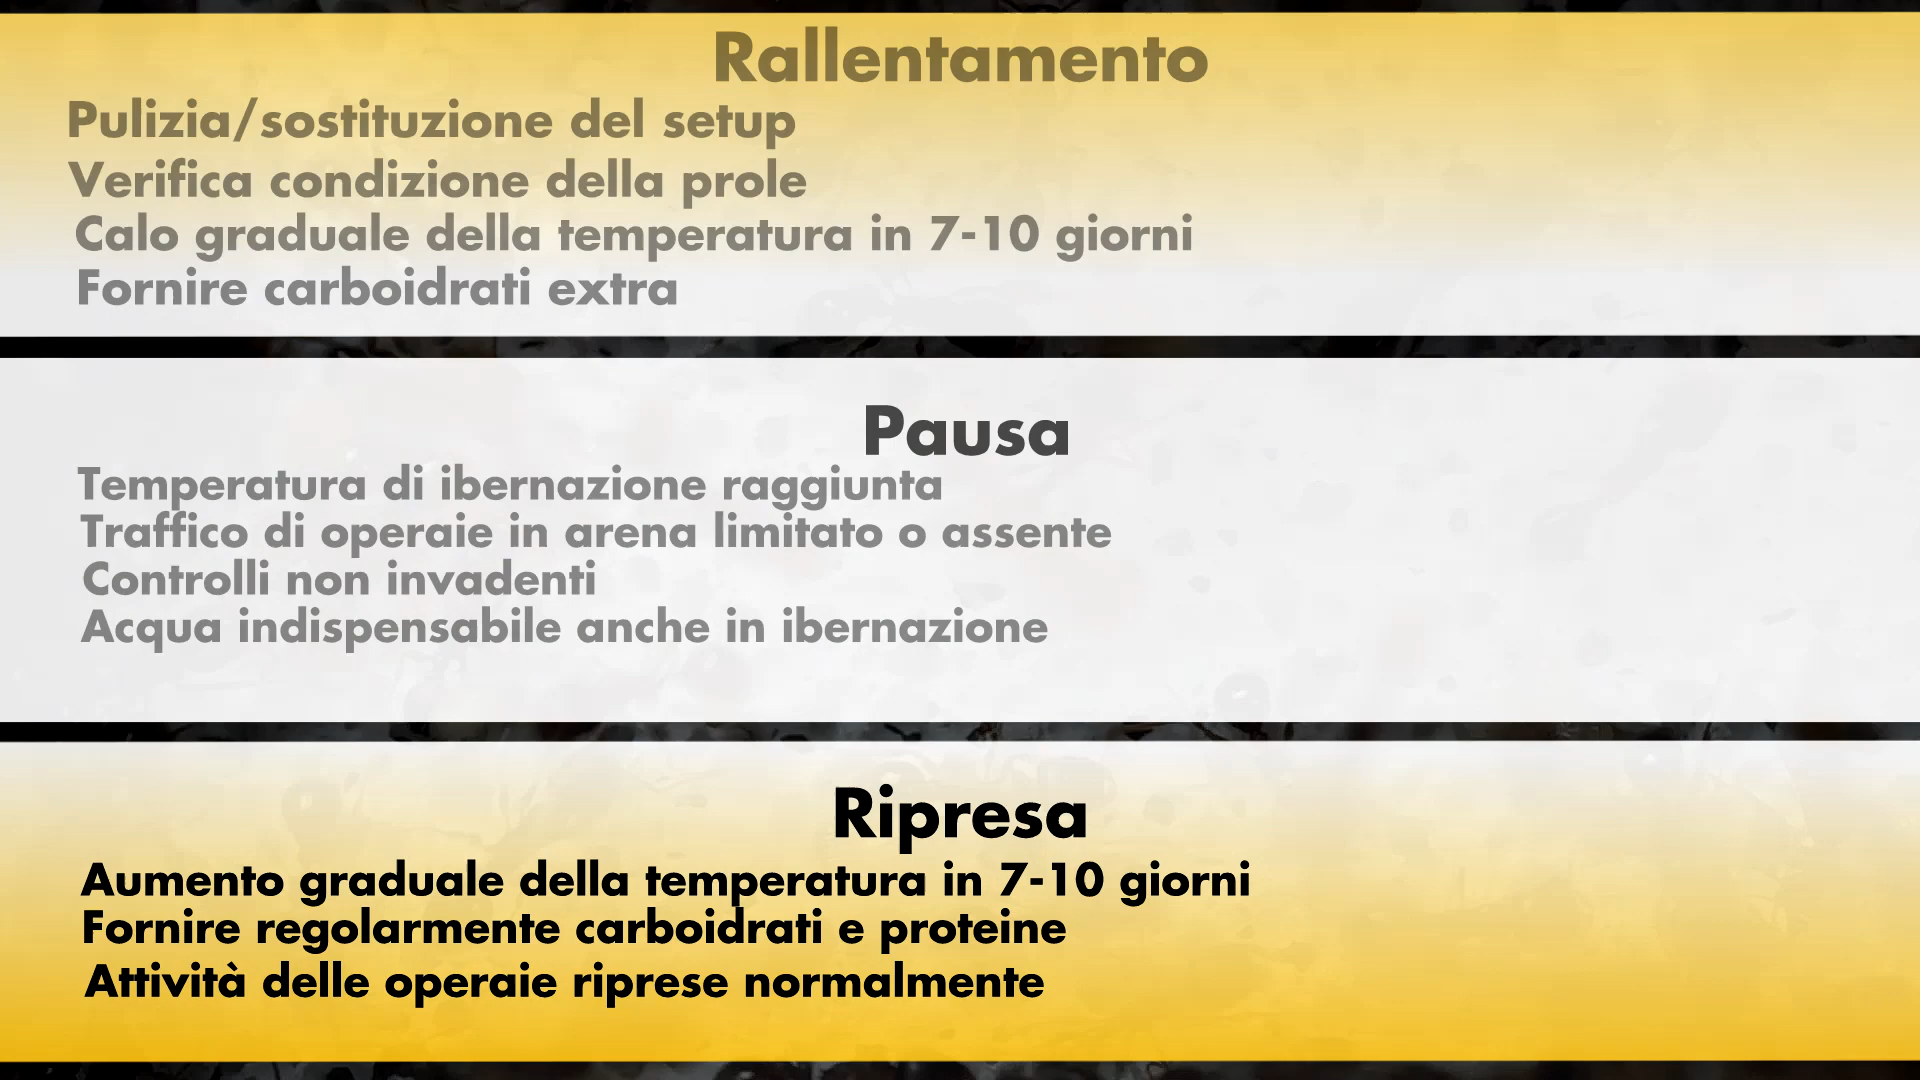 Rallentamento
Pulizia/sostituzione del setup
Verifica condizione della prole
Calo graduale della temperatura in 7-10 giorni
Fornire carboidrati extra
Pausa
Temperatura di ibernazione raggiunta
Traffico di operaie in arena limitato o assente
Controlli non invadenti
Acqua indispensabile anche in ibernazione
Ripresa
Aumento graduale della temperatura in 7-10 giorni
Fornire regolarmente carboidrati e proteine
Attività delle operaie riprese normalmente